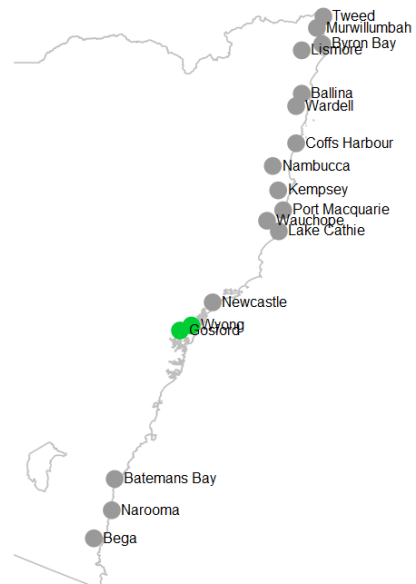 Tweed
Murwillumbah
Byron Bay
Lismore
Ballina
Wardell
Coffs Harbour
Nambucca
Kempsey
Port Macquarie
Wauchope
Lake Cathie
Newcastle
Wyong
Gosford
Batemans Bay
Narooma
Bega